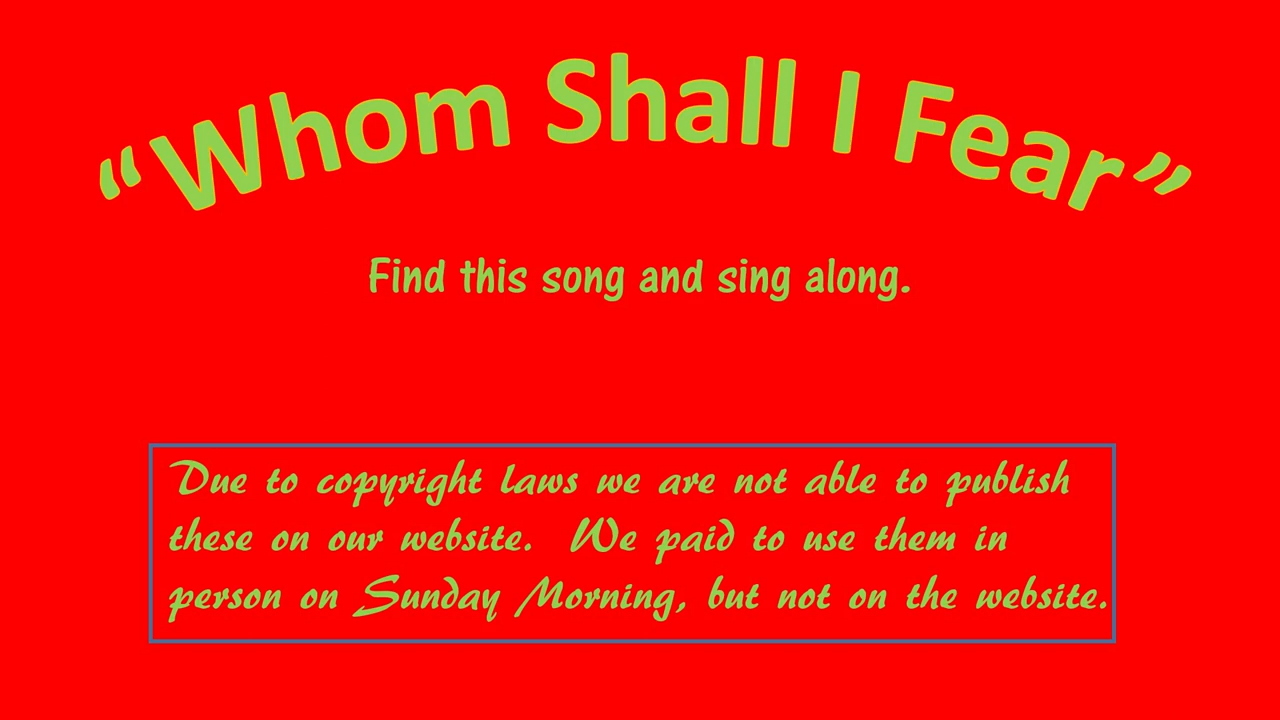 “Whom Shall I Fear”
Find this song and sing along.
Due to copyright laws we are not able to publish
these on our website.  We paid to use them in
person on Sunday Morning, but not on the website.